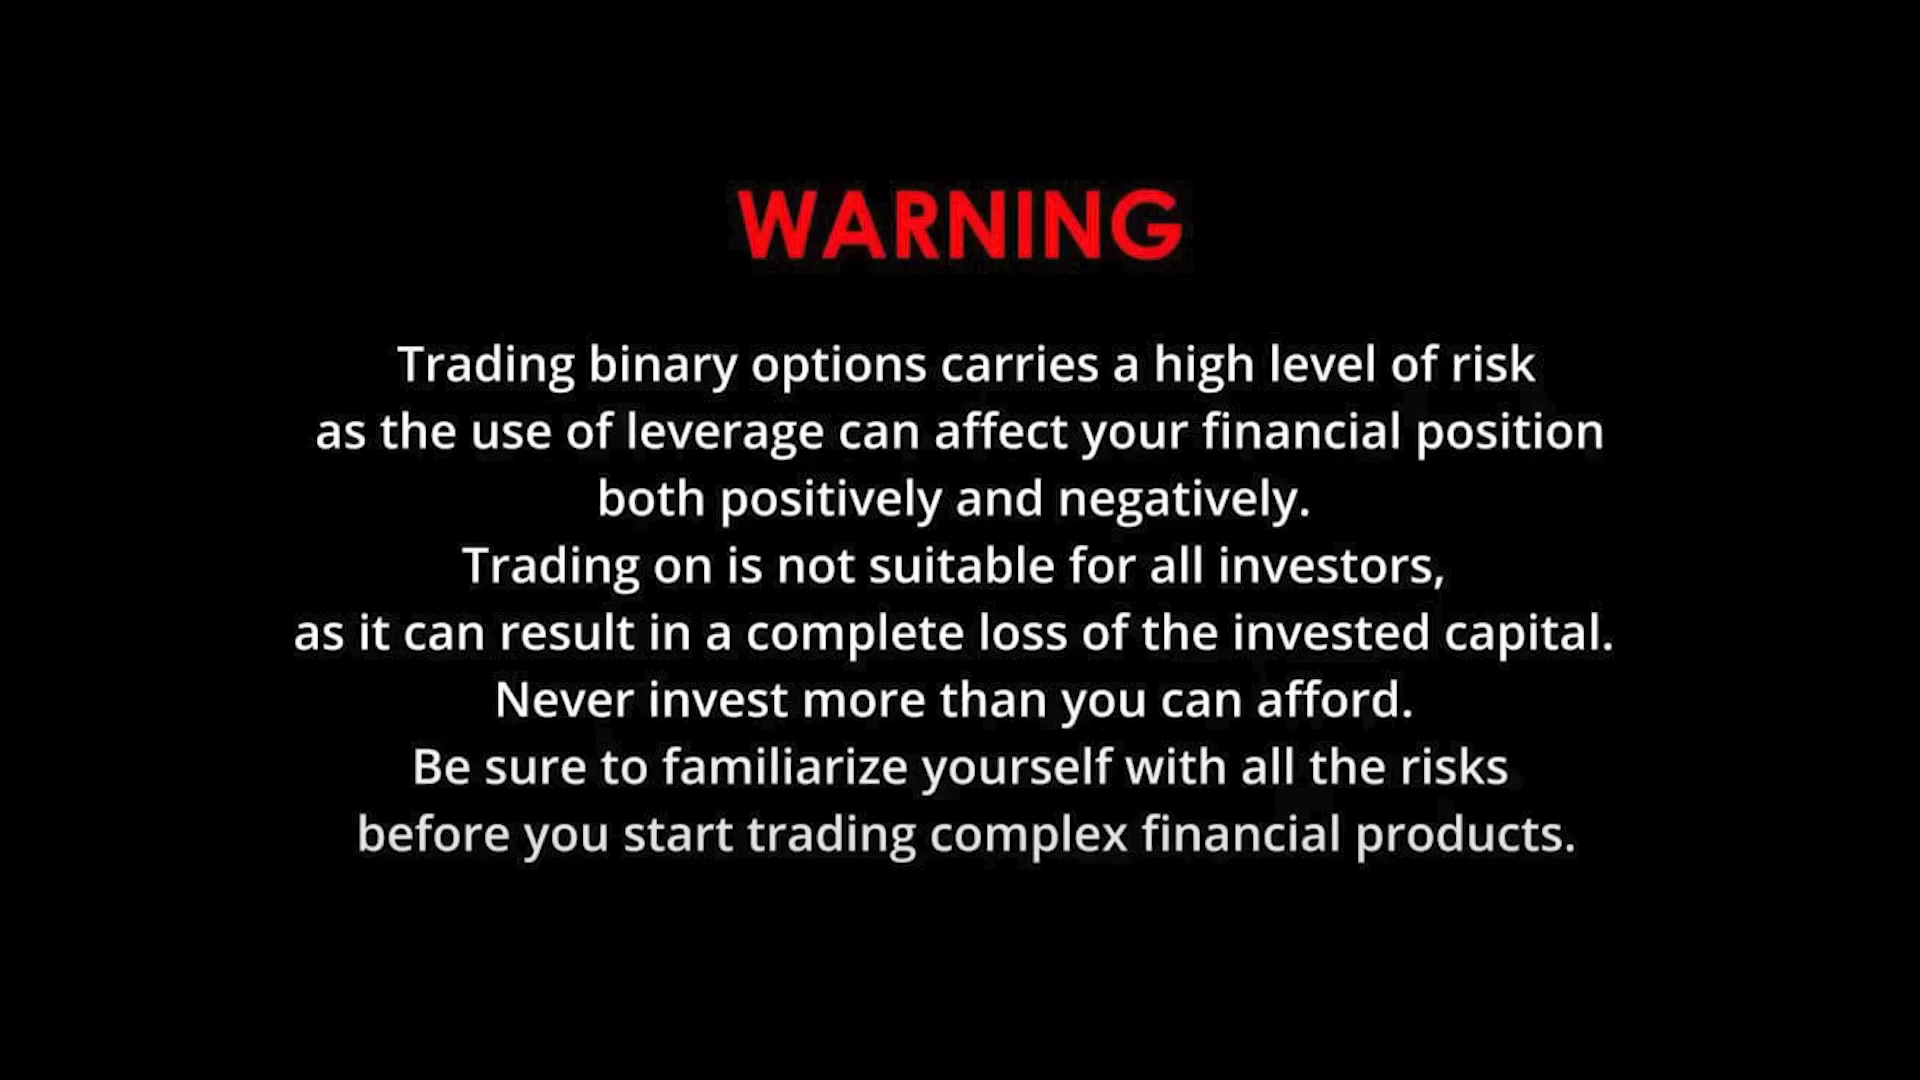 WARNING
Trading binary options carries a high level of risk
as the use of leverage can affect your financial position
both positively and negatively.
Trading on is not suitable for all investors,
as it can result in a complete loss of the invested capital.
Never invest more than you can afford.
Be sure to familiarize yourself with all the risks
before you start trading complex financial products.